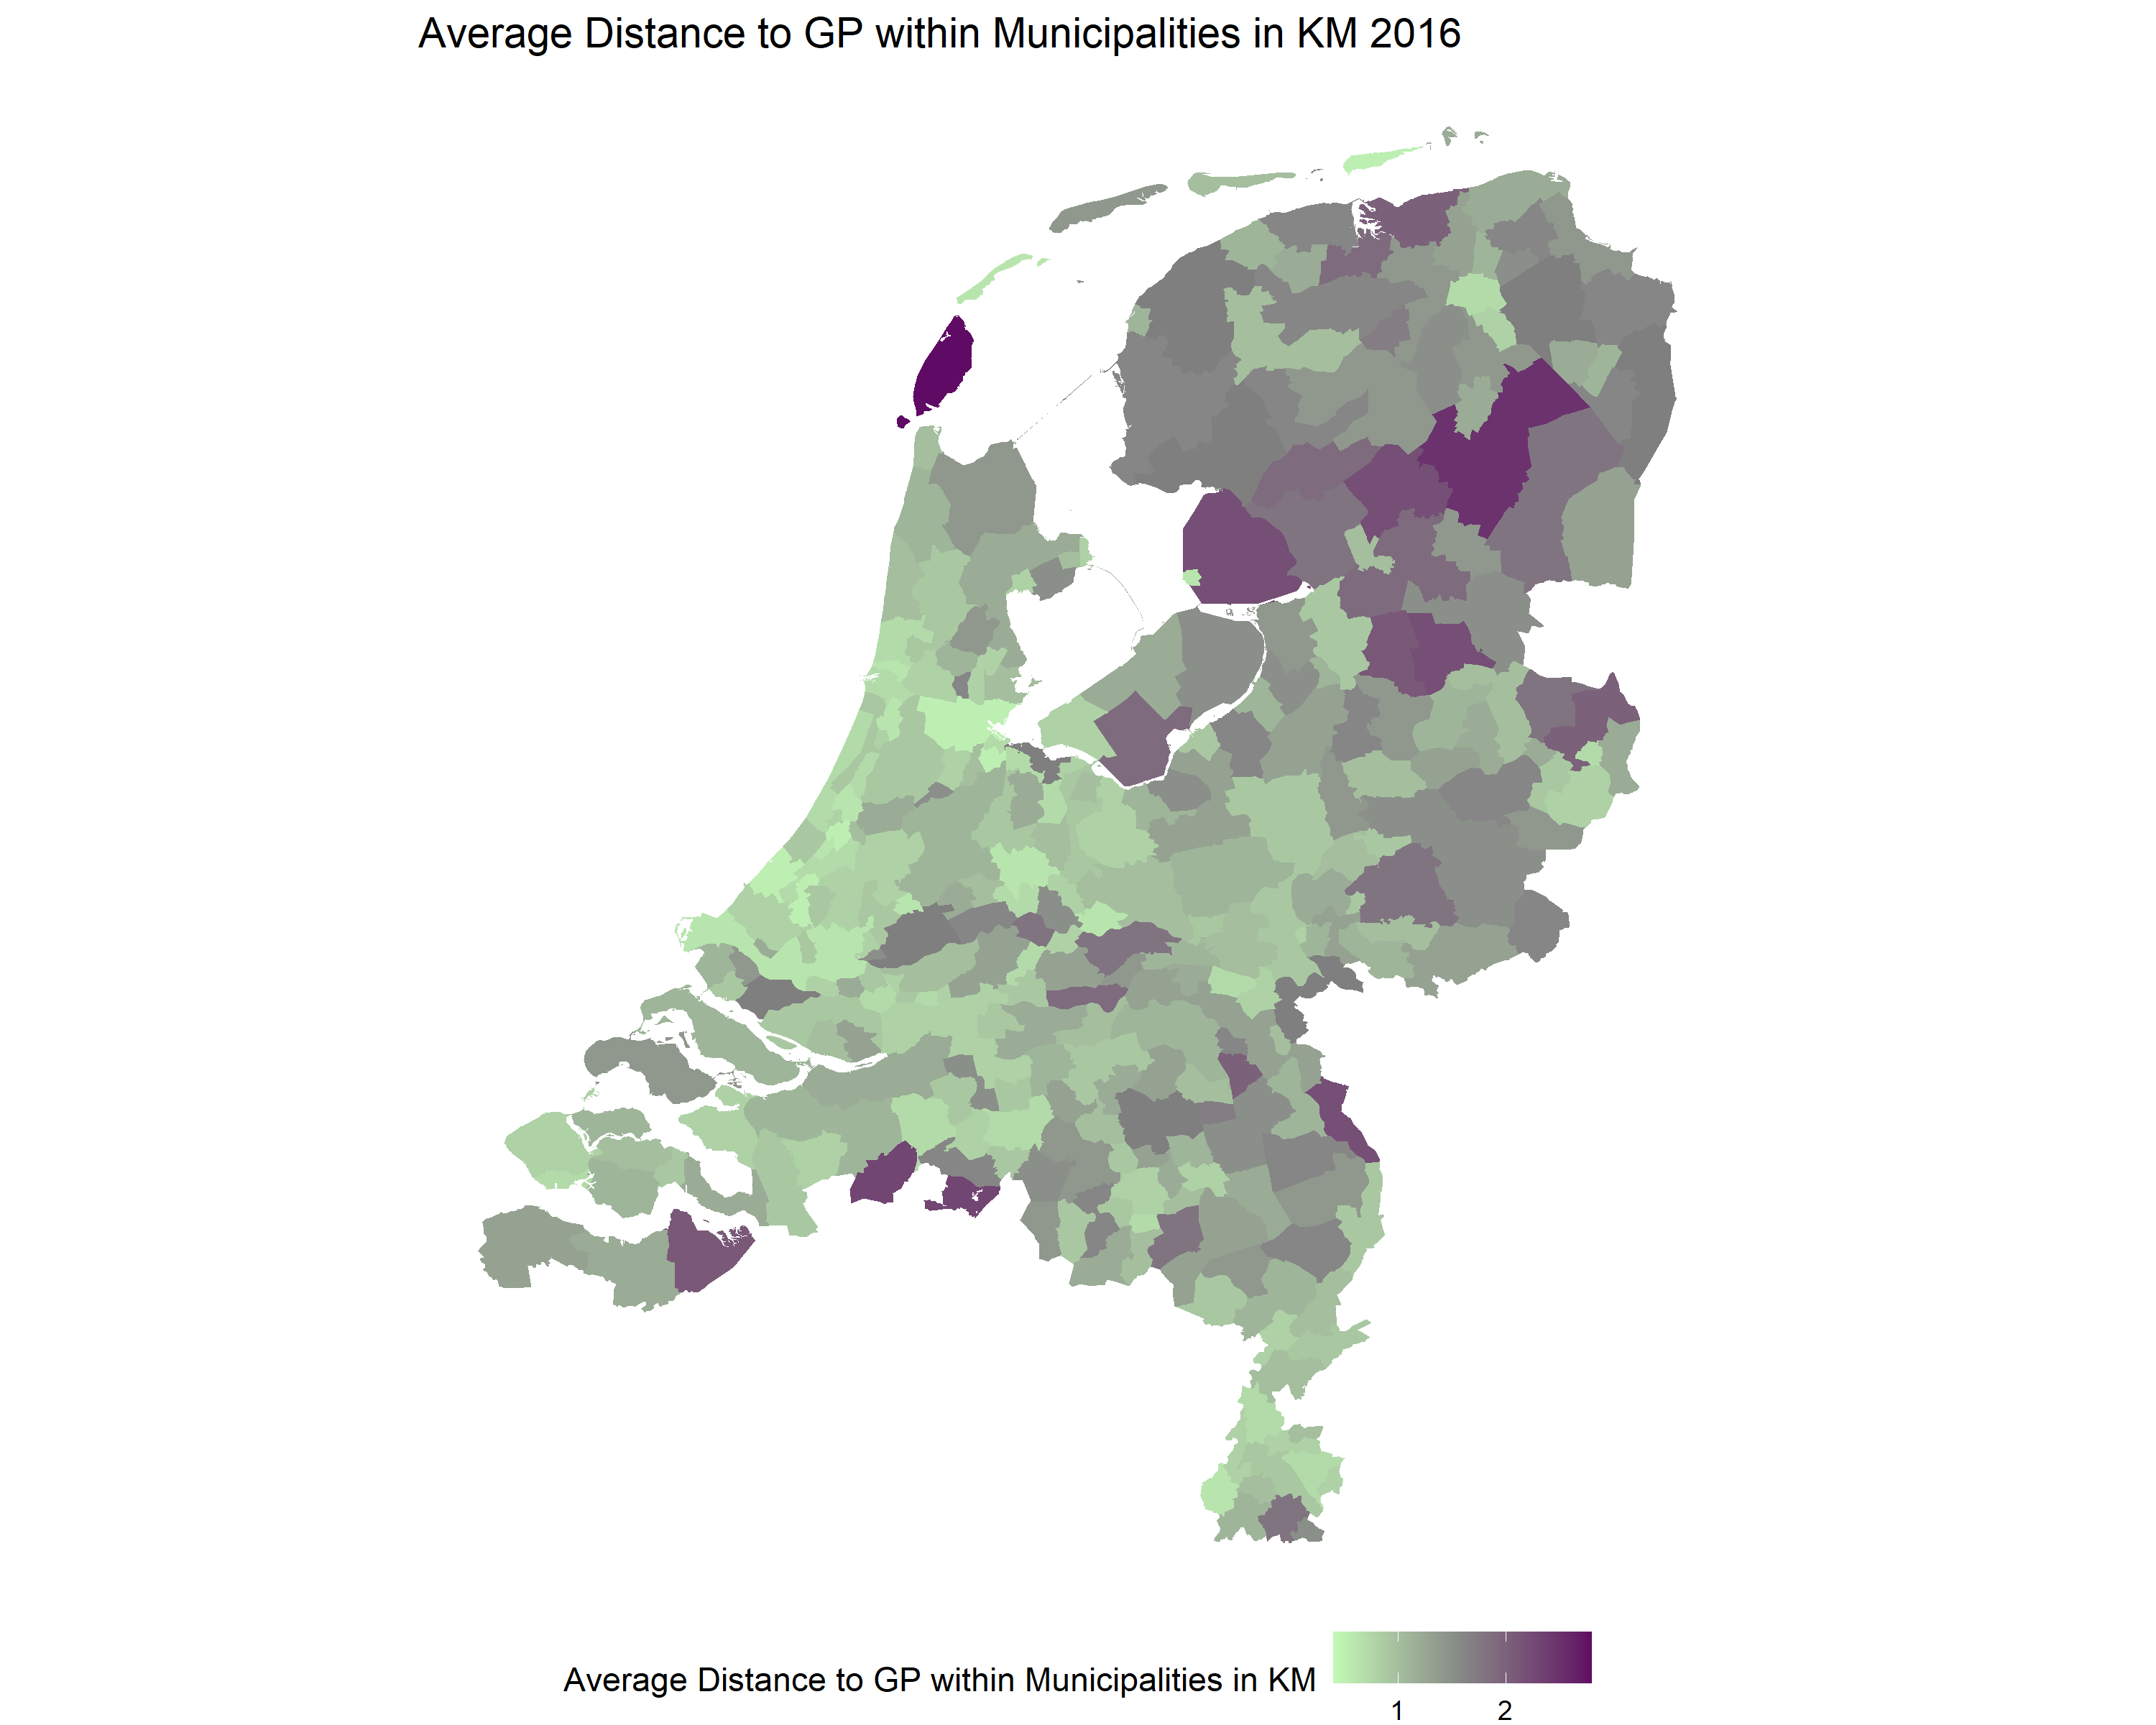 Average Distance to GP within Municipalities in KM 2016
Average Distance to GP within Municipalities in KM
1 2